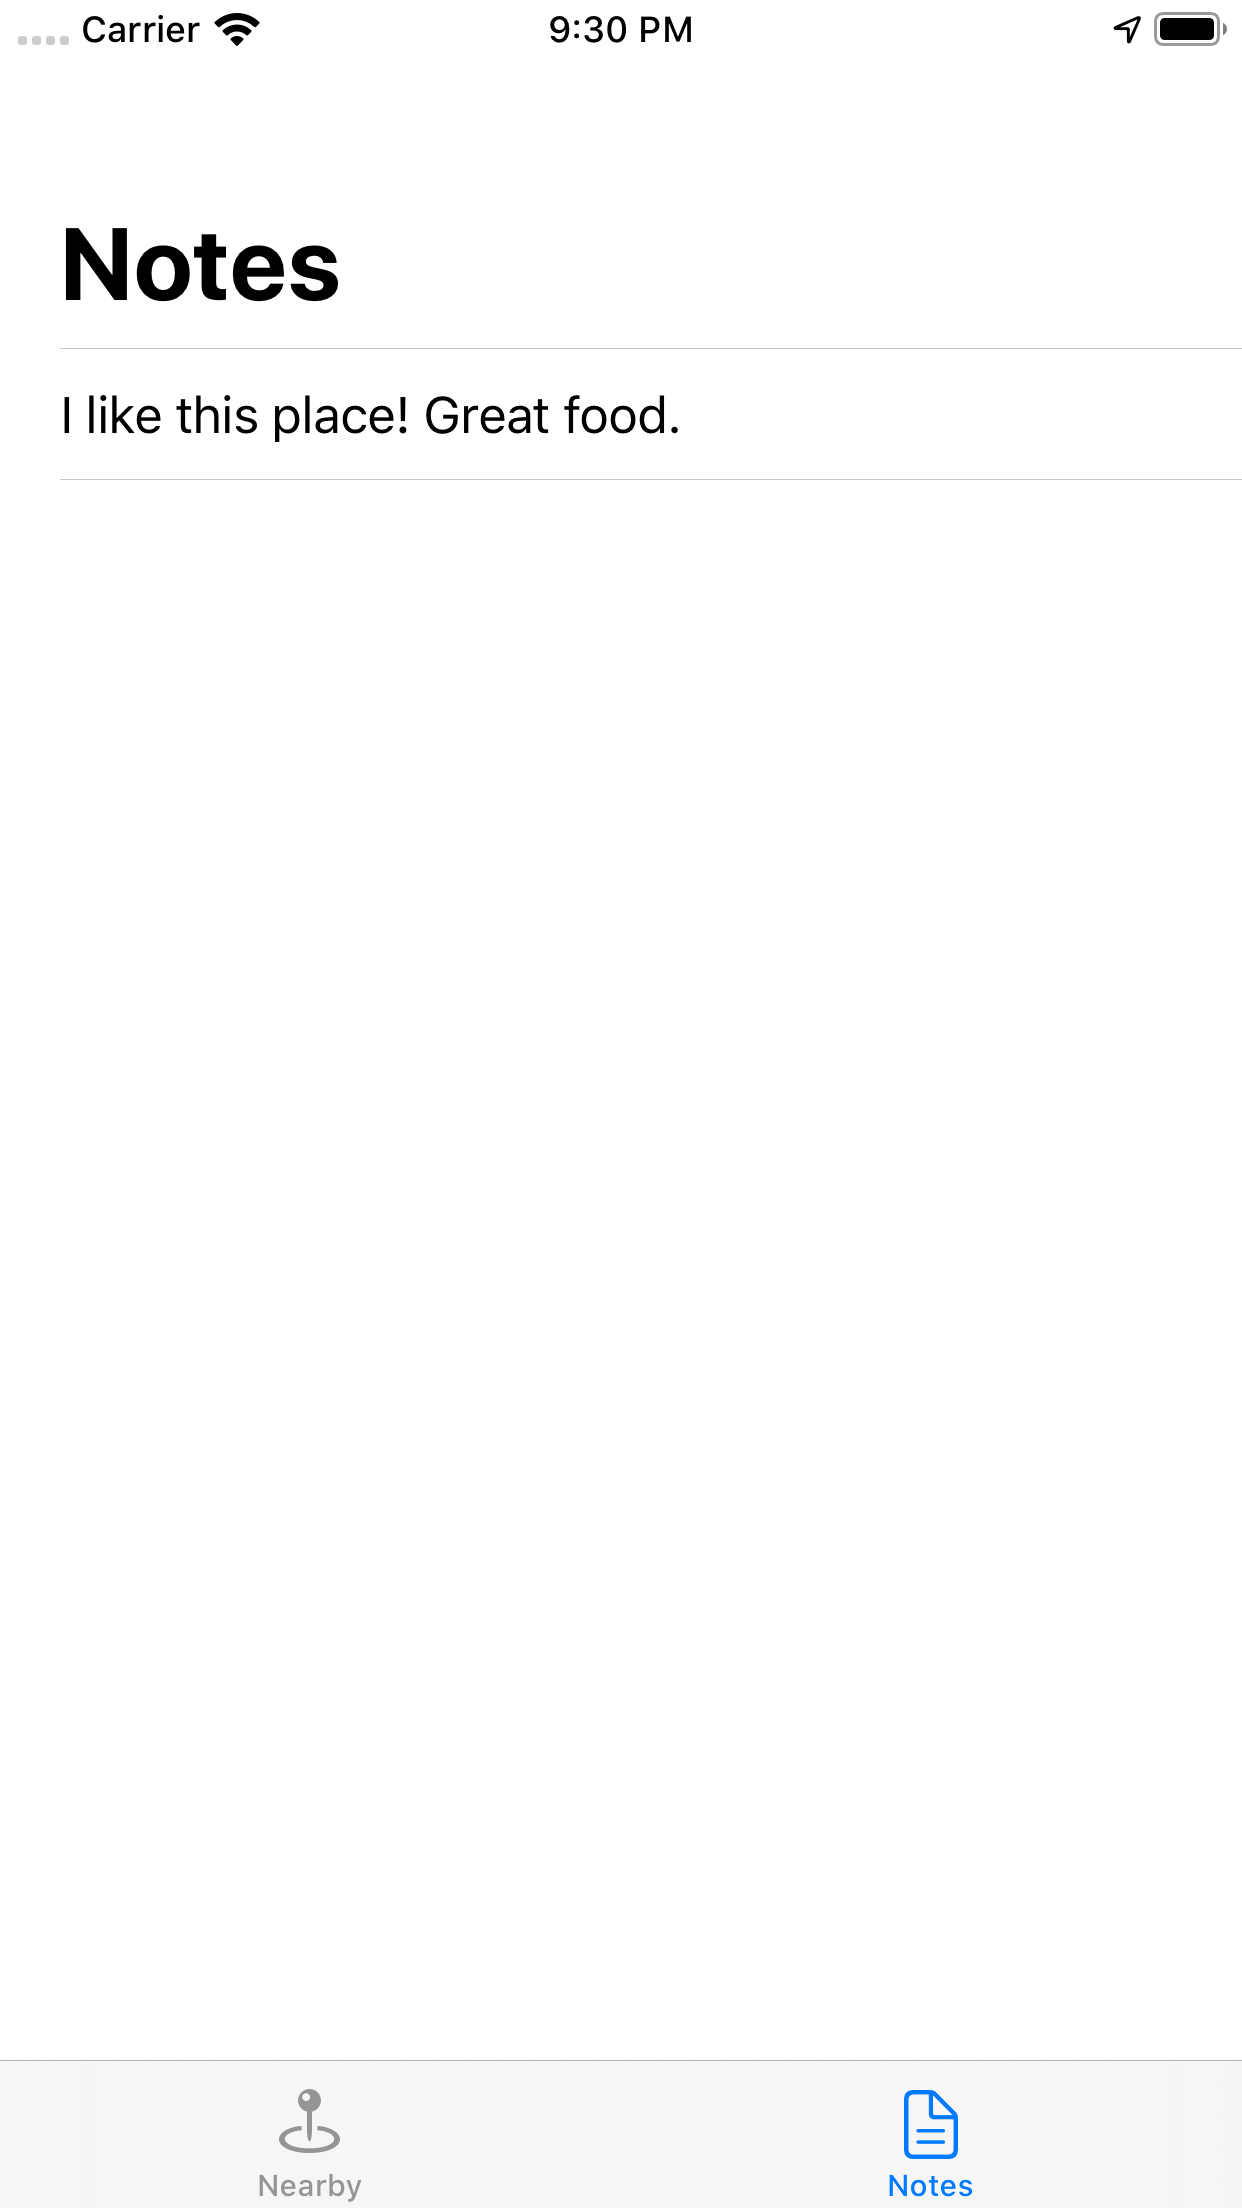 Carrier 9:30 PM
Notes
I like this place! Great food.
Nearby Notes